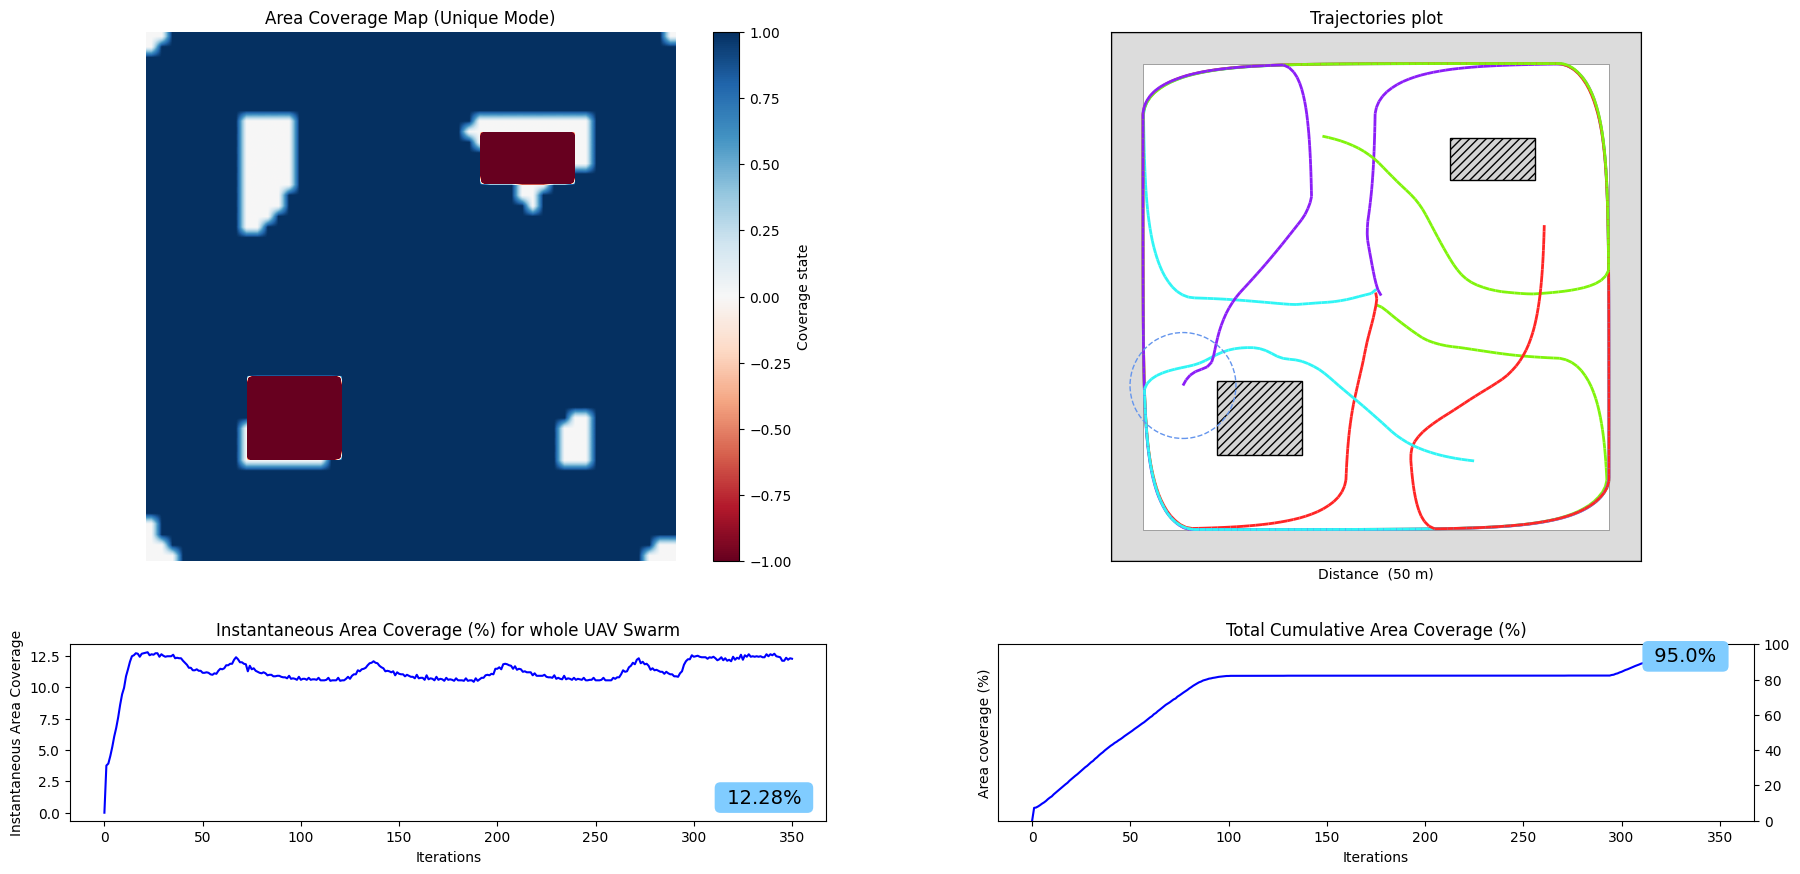 Area Coverage Map (Unique Mode)
1.00
0.75
0.50
0.25
0.00
−0.25
−0.50
−0.75
−1.00
Coverage state
Trajectories plot
Distance  (50 m)
Instantaneous Area Coverage (%) for whole UAV Swarm
Instantaneous Area Coverage
12.5
10.0
7.5
5.0
2.5
0.0
12.28%
0 50 100 150 200 250 300 350
Iterations
Total Cumulative Area Coverage (%)
Area coverage (%)
95.0%
100
80
60
40
20
0
0 50 100 150 200 250 300 350
Iterations